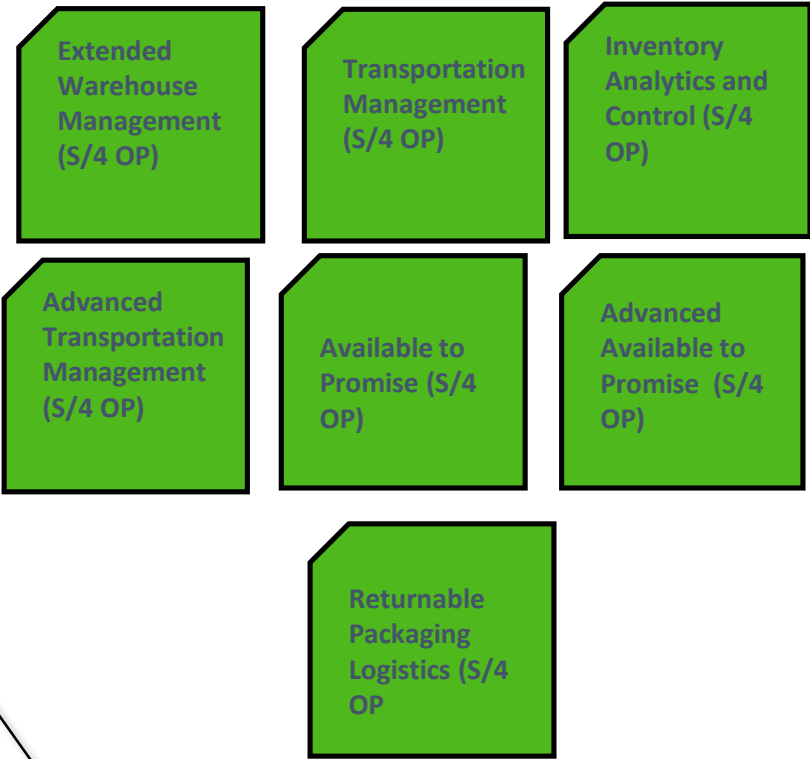 Extended
Warehouse
Management
(S/4 OP)
Transportation
Management
(S/4 OP)
Inventory
Analytics and
Control (S/4
OP)
Advanced
Transportation
Management
(S/4 OP)
Available to
Promise (S/4
OP)
Advanced
Available to
Promise  (S/4
OP)
Returnable
Packaging
Logistics (S/4
OP